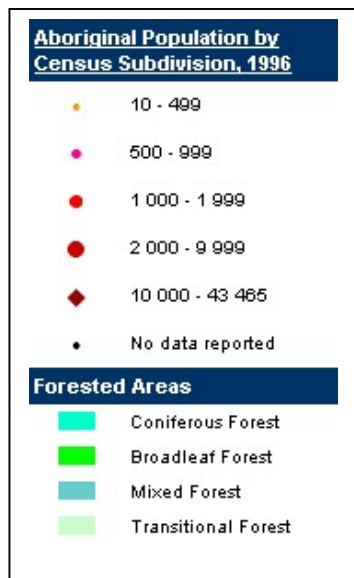 Aboriginal Population by
Census Subdivision, 1996
10 - 499
500 - 999
1 000 - 1 999
2 000 - 9 999
10 000 - 43 465
No data reported
Forested Areas
Coniferous Forest
Broadleaf Forest
Mixed Forest
Transitional Forest